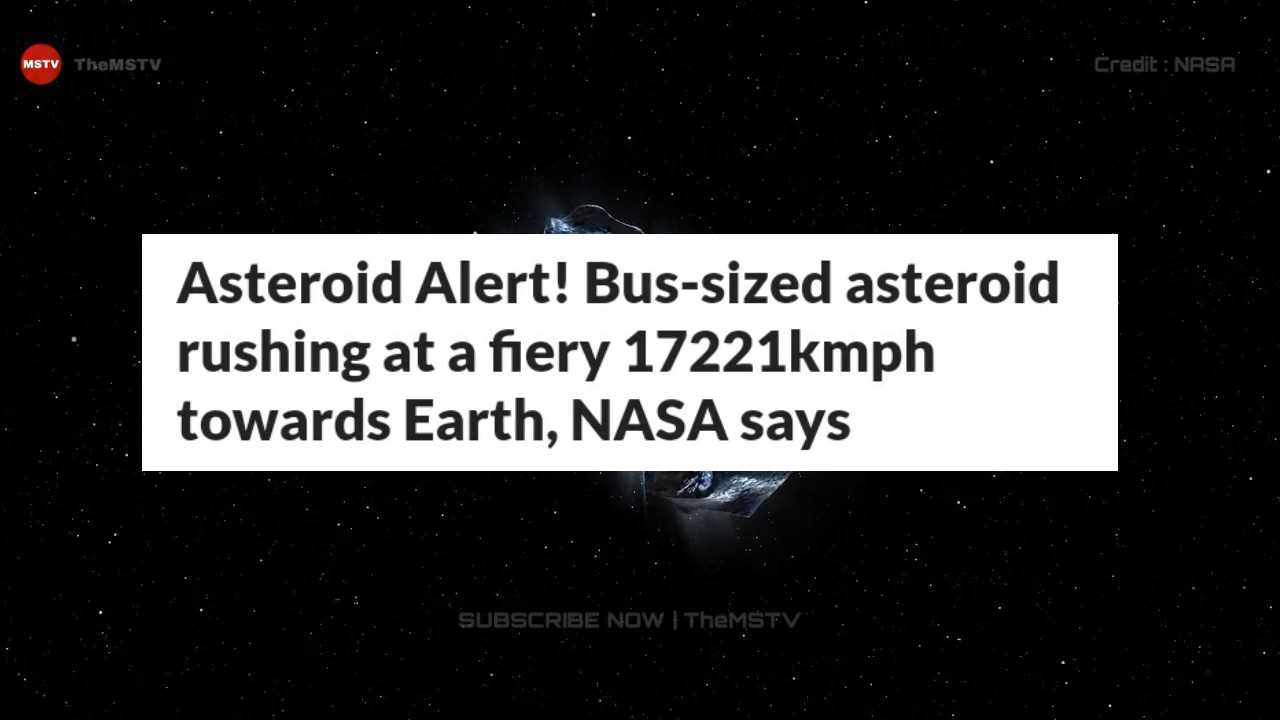 MSTV TheMSTV
Credit : NASA
Asteroid Alert! Bus-sized asteroid
rushing at a fiery 17221kmph
towards Earth, NASA says
SUBSCRIBE NOW | TheMSTV